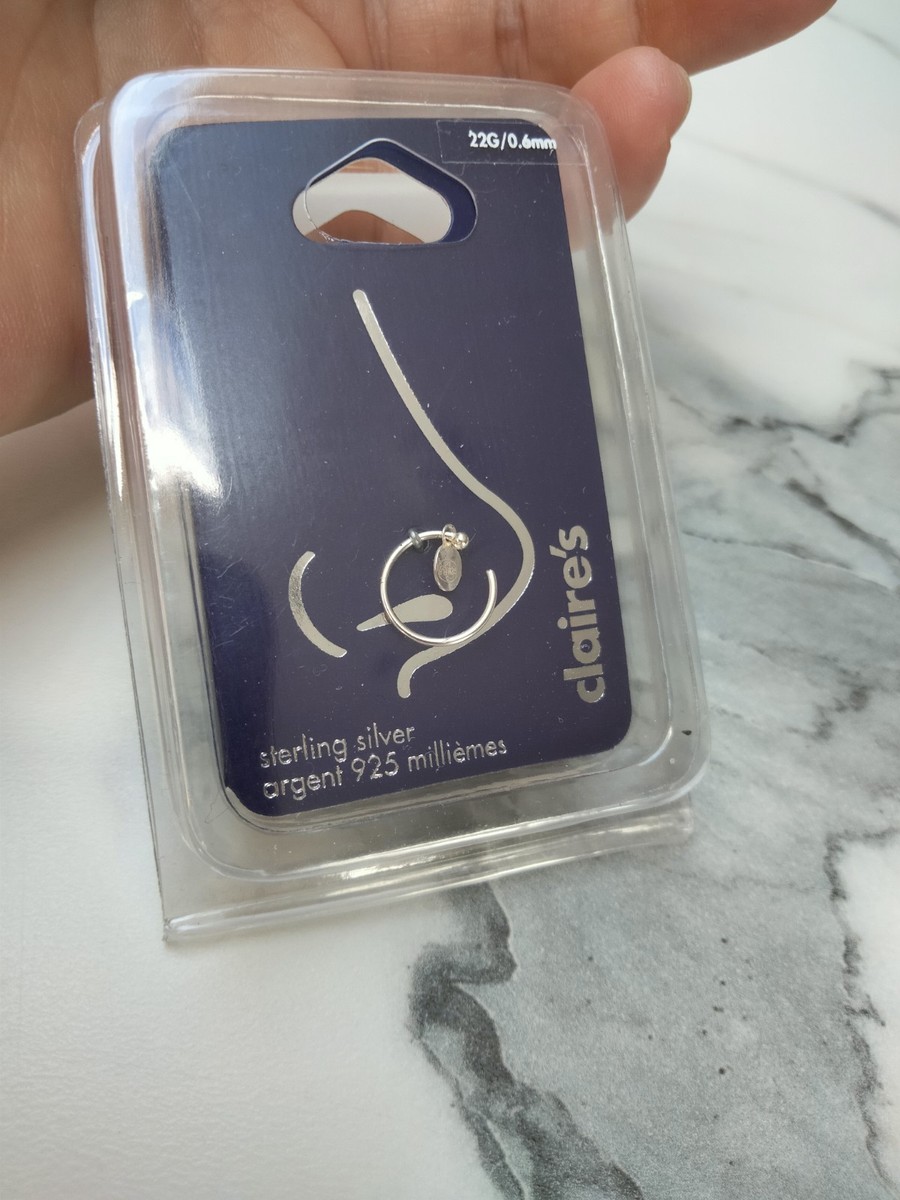 22G/0.6mm
claire's
sterling silver
argent 925 millièmes